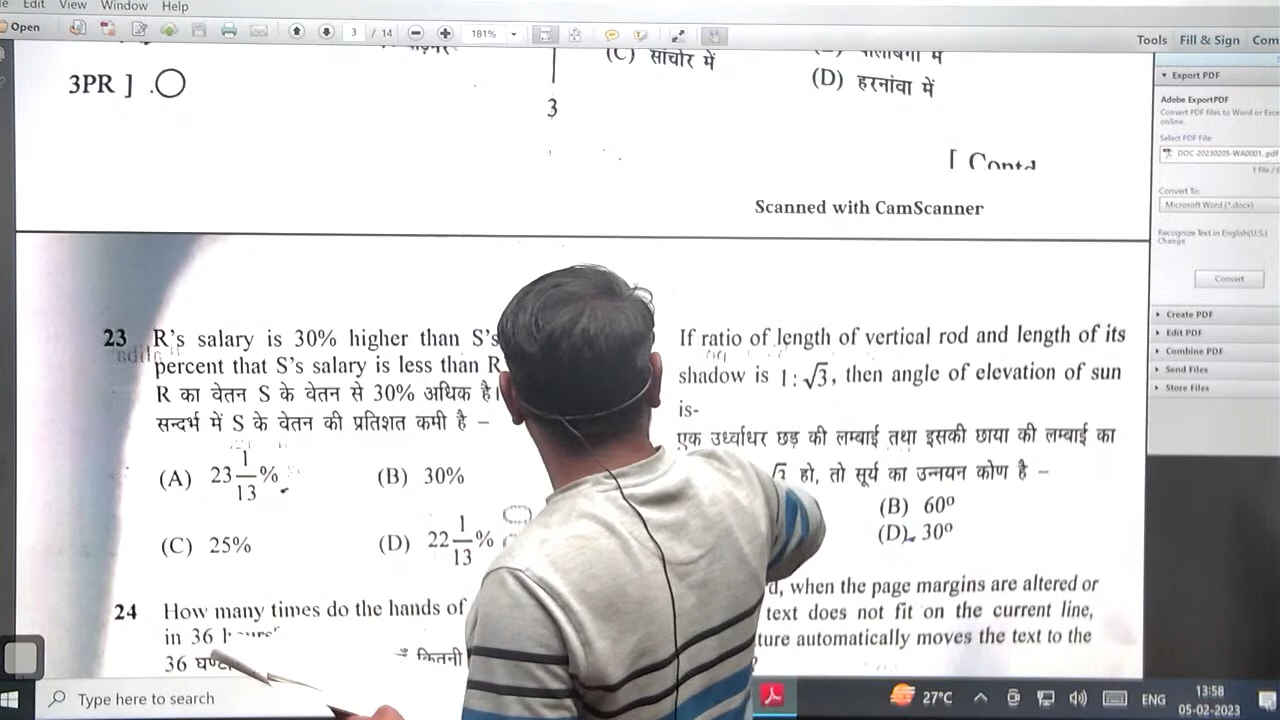 Edit View Window Help
Open 3 / 14 181%
Tools Fill & Sign Com
(C) सांचोर में
(D) हरनांवा में
3PR ] .
3
[ Contd
Scanned with CamScanner
Export PDF
Adobe ExportPDF
Convert PDF files to Word or Exce
online.
Select PDF File:
DOC-20230205-WA0001..pdf
1 File / 6
Convert To:
Microsoft Word (*.docx)
Recognize Text in English(U.S.)
Change
Convert
Create PDF
Edit PDF
Combine PDF
Send Files
Store Files
23 R's salary is 30% higher than S's
percent that S's salary is less than R
R का वेतन S के वेतन से 30% अधिक है।
सन्दर्भ में S के वेतन की प्रतिशत कमी है –
(A) 23 1/13 % (B) 30%
(C) 25% (D) 22 1/13 %
24 How many times do the hands of
in 36
36 कितनी
If ratio of length of vertical rod and length of its
shadow is 1 : √3, then angle of elevation of sun
is-
एक उर्ध्वाधर छड़ की लम्बाई तथा इसकी छाया की लम्बाई का
हो, तो सूर्य का उन्नयन कोण है –
(B) 60º
(D) 30º
d, when the page margins are altered or
text does not fit on the current line,
ture automatically moves the text to the
?
Type here to search
27°C ENG 13:58
05-02-2023